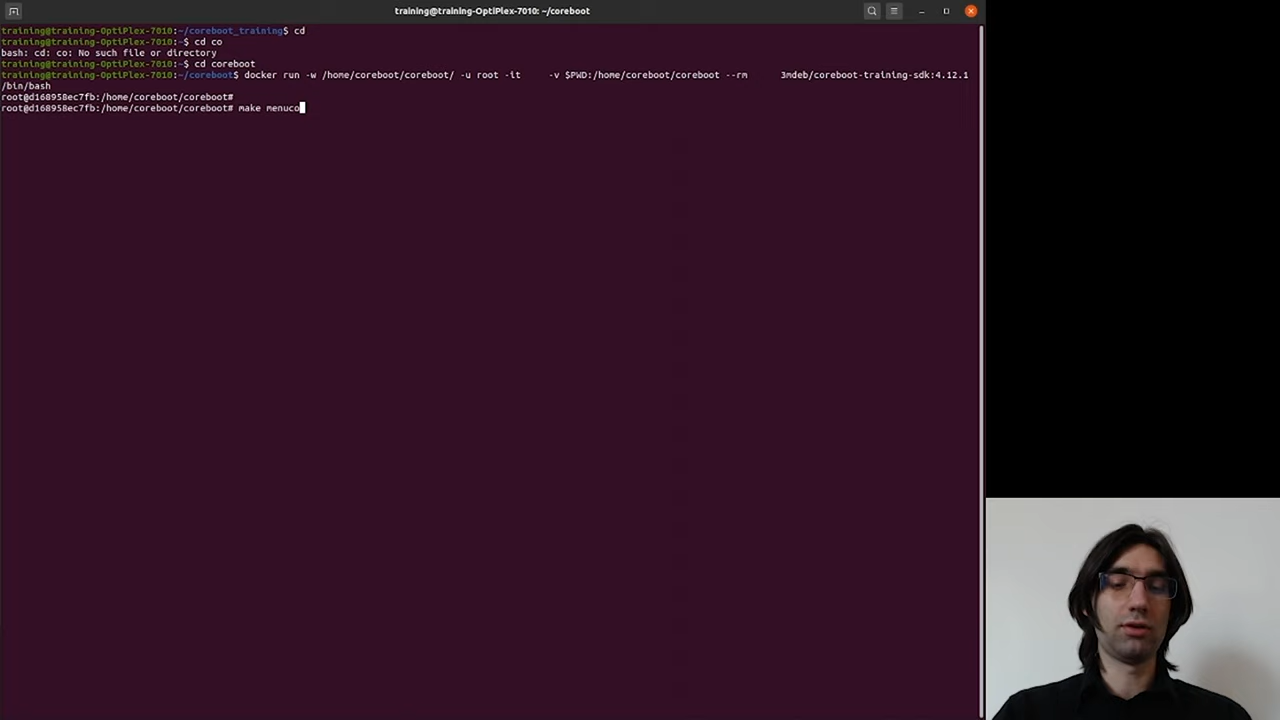 training@training-OptiPlex-7010: ~/coreboot
training@training-OptiPlex-7010:~/coreboot_training$ cd
training@training-OptiPlex-7010:~$ cd co
bash: cd: co: No such file or directory
training@training-OptiPlex-7010:~$ cd coreboot
training@training-OptiPlex-7010:~/coreboot$ docker run -w /home/coreboot/coreboot/ -u root -it     -v $PWD:/home/coreboot/coreboot --rm      3mdeb/coreboot-training-sdk:4.12.1
/bin/bash
root@d168958ec7fb:/home/coreboot/coreboot#
root@d168958ec7fb:/home/coreboot/coreboot# make menuco